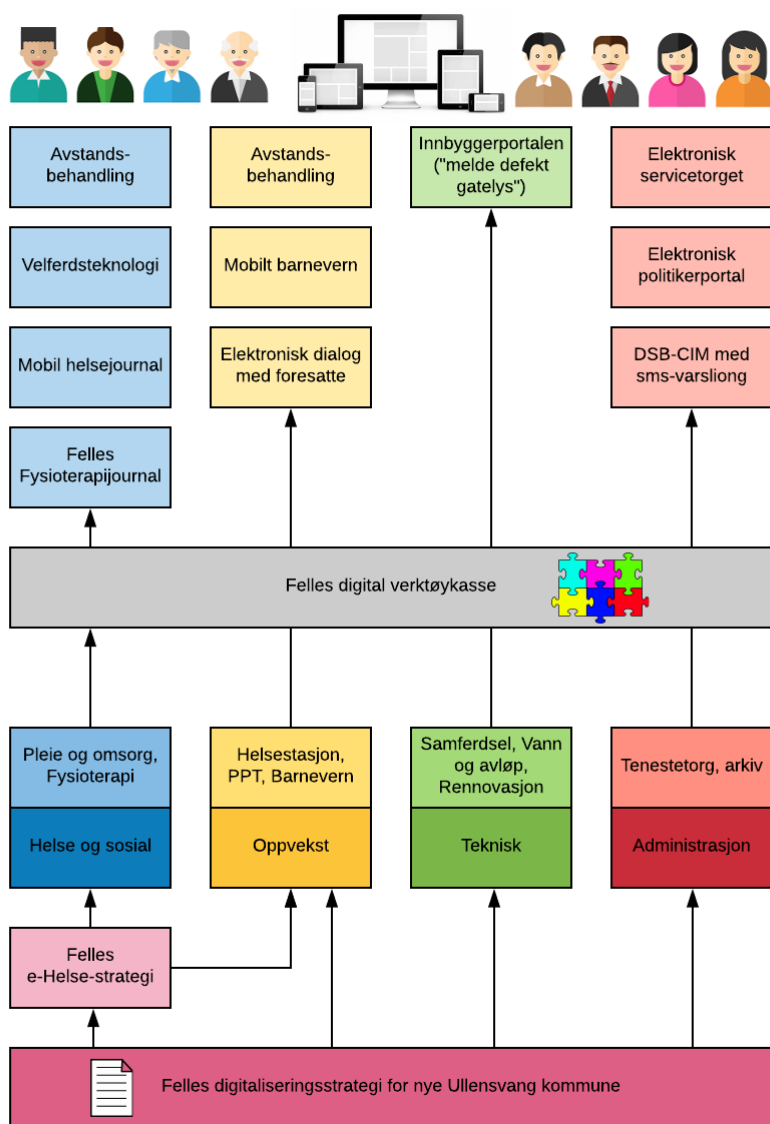 Avstands-
behandling
Avstands-
behandling
Innbyggerportalen
("melde defekt
gatelys")
Elektronisk
servicetorget
Velferdsteknologi
Mobilt barnevern
Elektronisk
politikerportal
Mobil helsejournal
Elektronisk dialog
med foresatte
DSB-CIM med
sms-varsliong
Felles
Fysioterapijournal
Felles digital verktøykasse
Pleie og omsorg,
Fysioterapi
Helsestasjon,
PPT, Barnevern
Samferdsel, Vann
og avløp,
Rennovasjon
Tenestetorg, arkiv
Helse og sosial
Oppvekst
Teknisk
Administrasjon
Felles
e-Helse-strategi
Felles digitaliseringsstrategi for nye Ullensvang kommune